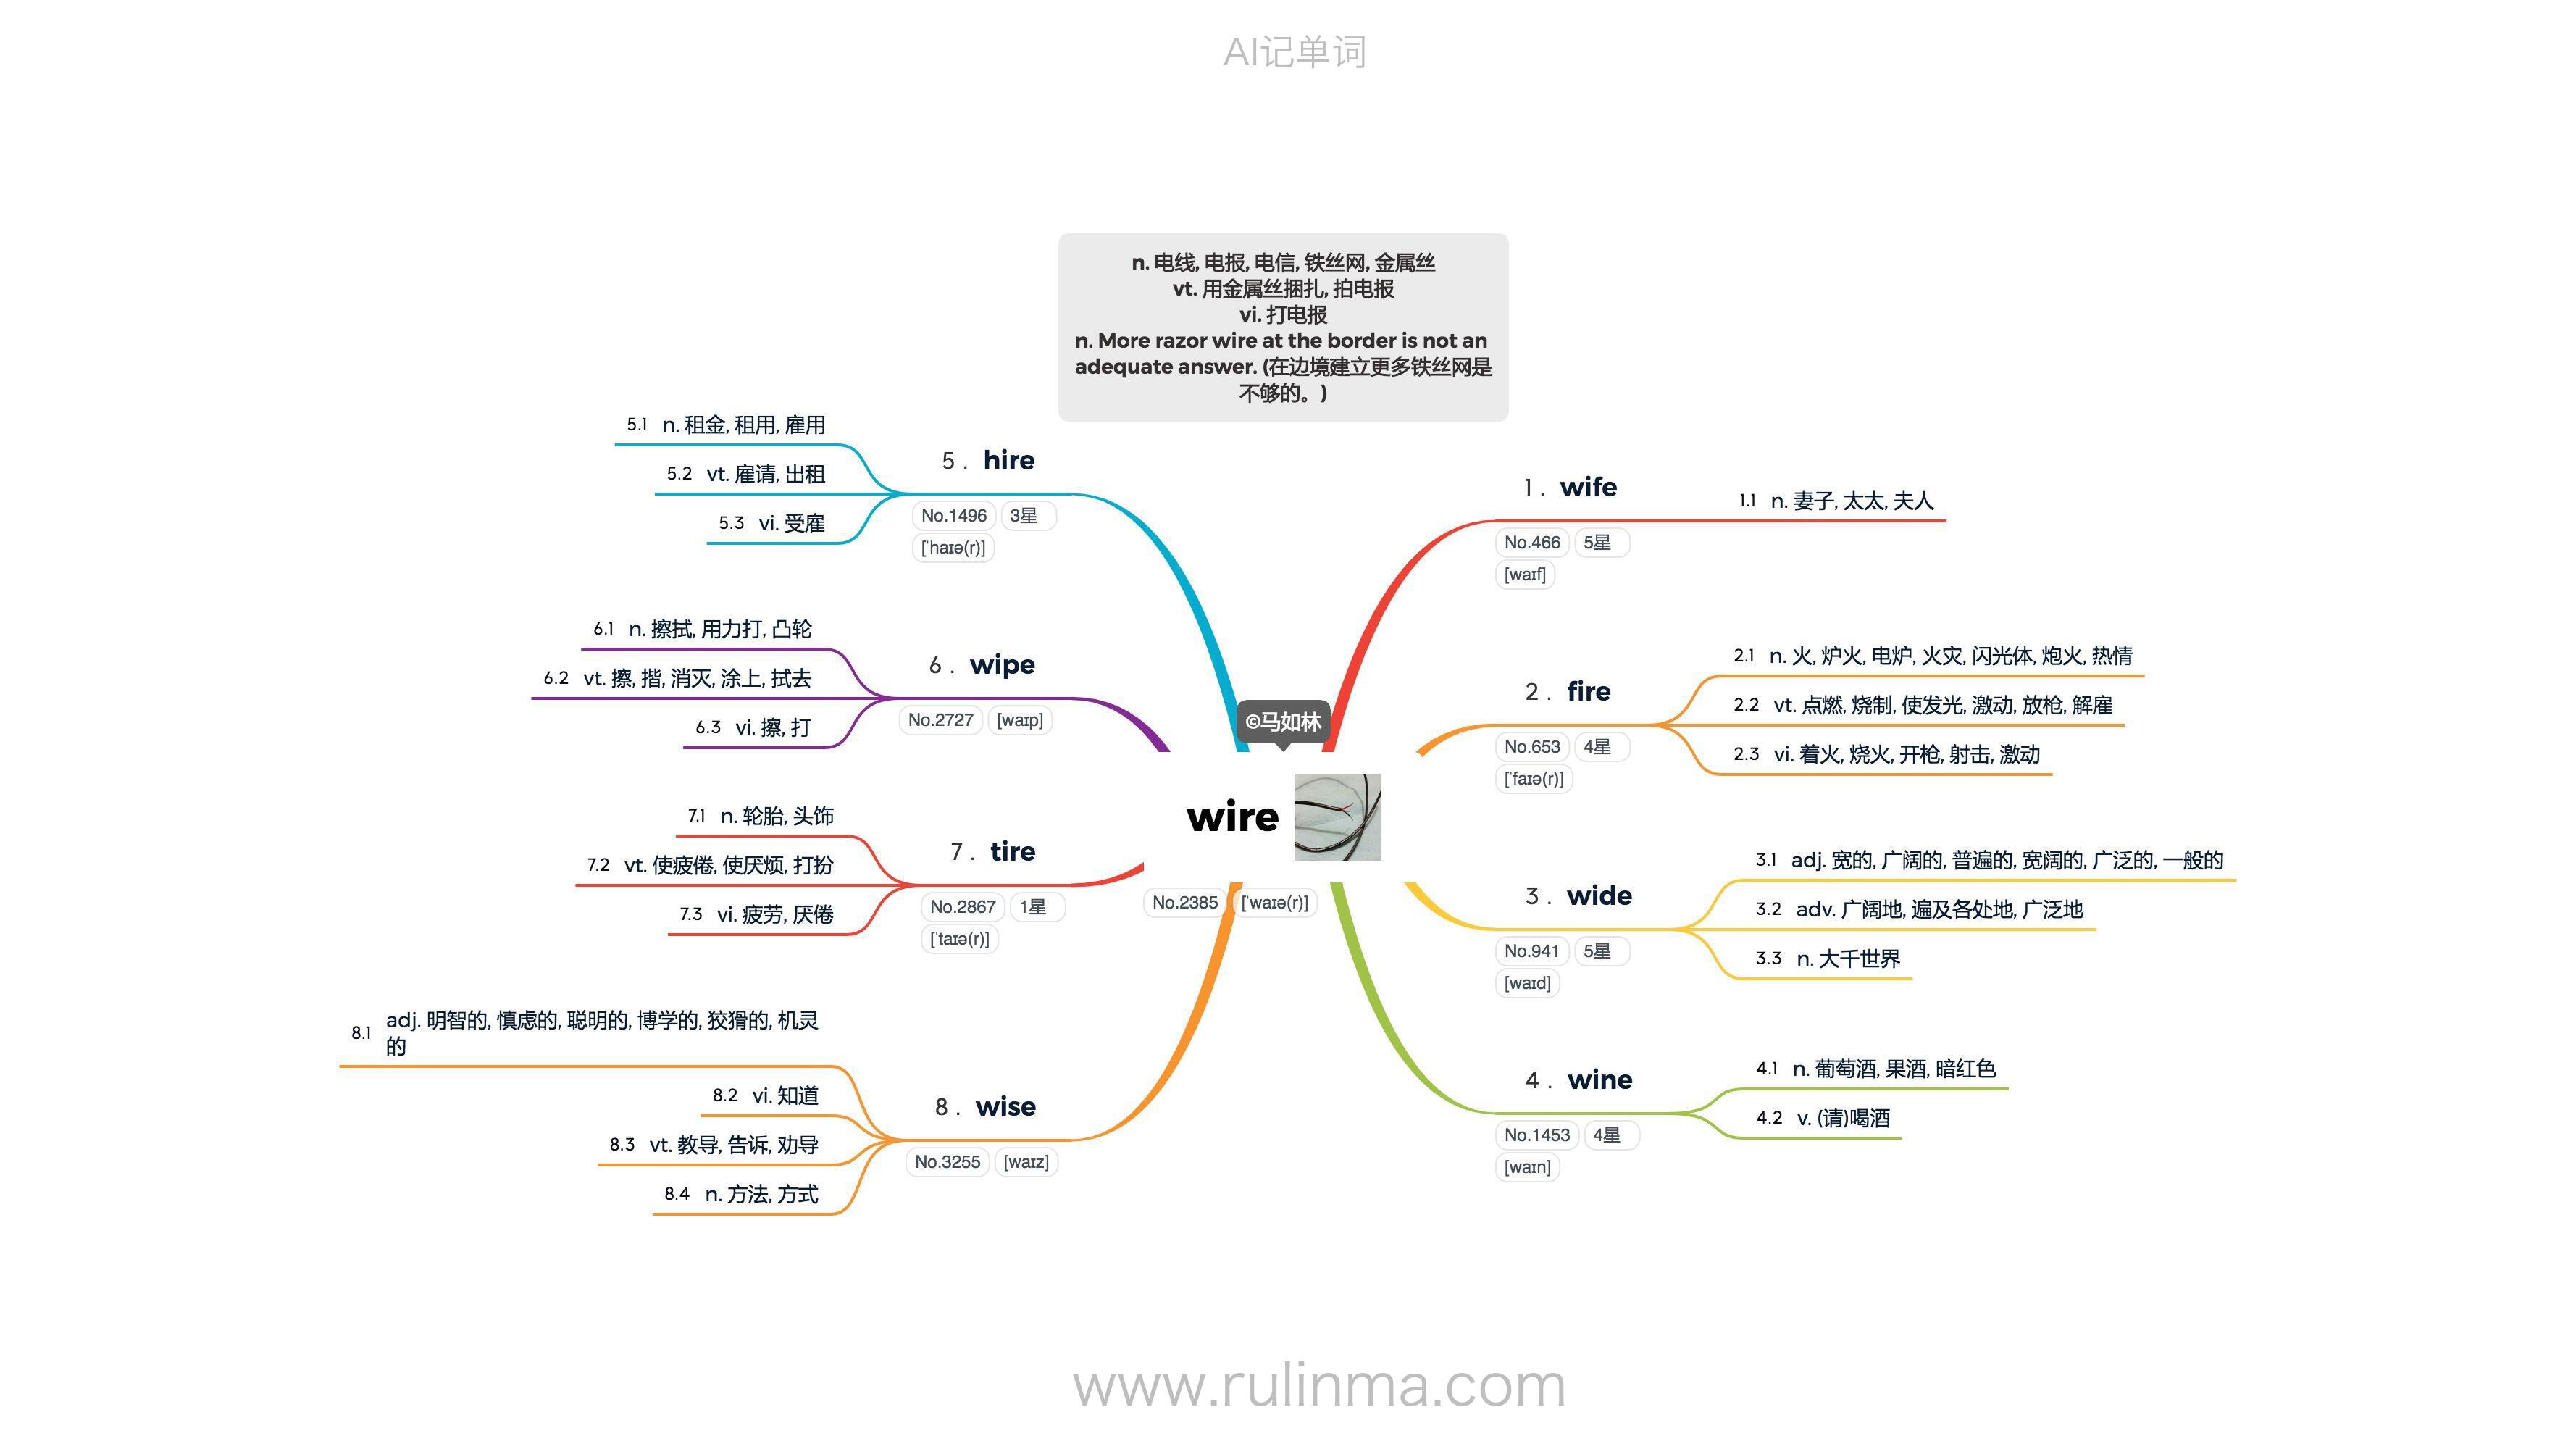 AI记单词
n. 电线, 电报, 电信, 铁丝网, 金属丝
vt. 用金属丝捆扎, 拍电报
vi. 打电报
n. More razor wire at the border is not an
adequate answer. (在边境建立更多铁丝网是
不够的。)
©马如林
wire
No.2385 ['waɪə(r)]
1. wife
No.466 5星
[waɪf]
1.1 n. 妻子, 太太, 夫人
2. fire
No.653 4星
['faɪə(r)]
2.1 n. 火, 炉火, 电炉, 火灾, 闪光体, 炮火, 热情
2.2 vt. 点燃, 烧制, 使发光, 激动, 放枪, 解雇
2.3 vi. 着火, 烧火, 开枪, 射击, 激动
3. wide
No.941 5星
[waɪd]
3.1 adj. 宽的, 广阔的, 普遍的, 宽阔的, 广泛的, 一般的
3.2 adv. 广阔地, 遍及各处地, 广泛地
3.3 n. 大千世界
4. wine
No.1453 4星
[waɪn]
4.1 n. 葡萄酒, 果酒, 暗红色
4.2 v. (请)喝酒
5. hire
No.1496 3星
['haɪə(r)]
5.1 n. 租金, 租用, 雇用
5.2 vt. 雇请, 出租
5.3 vi. 受雇
6. wipe
No.2727 [waɪp]
6.1 n. 擦拭, 用力打, 凸轮
6.2 vt. 擦, 揩, 消灭, 涂上, 拭去
6.3 vi. 擦, 打
7. tire
No.2867 1星
['taɪə(r)]
7.1 n. 轮胎, 头饰
7.2 vt. 使疲倦, 使厌烦, 打扮
7.3 vi. 疲劳, 厌倦
8. wise
No.3255 [waɪz]
8.1 adj. 明智的, 慎虑的, 聪明的, 博学的, 狡猾的, 机灵
的
8.2 vi. 知道
8.3 vt. 教导, 告诉, 劝导
8.4 n. 方法, 方式
www.rulinma.com